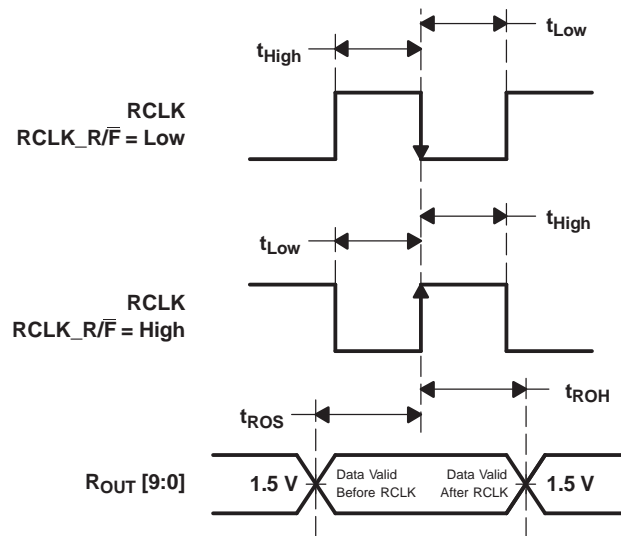 tLow
tHigh
RCLK
RCLK_R/F̅ = Low
tHigh
tLow
RCLK
RCLK_R/F̅ = High
tROH
tROS
ROUT [9:0]
1.5 V
Data Valid
Before RCLK
Data Valid
After RCLK
1.5 V